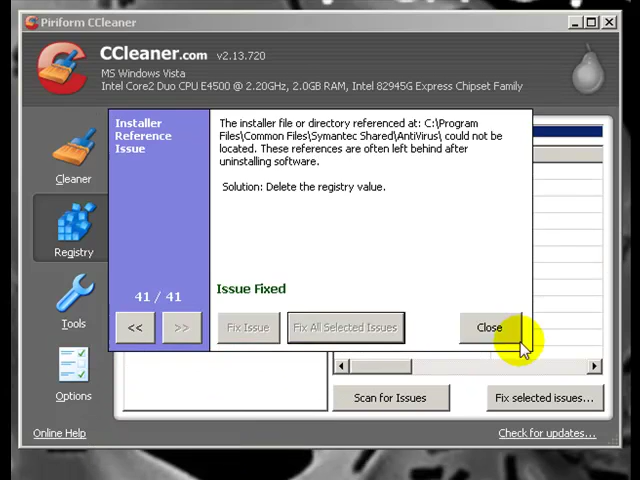 Piriform CCleaner
CCleaner.com v2.13.720
MS Windows Vista
Intel Core2 Duo CPU E4500 @ 2.20GHz, 2.0GB RAM, Intel 82945G Express Chipset Family
Installer
Reference
Issue
The installer file or directory referenced at: C:\Program
Files\Common Files\Symantec Shared\AntiVirus\ could not be
located. These references are often left behind after
uninstalling software.
Solution: Delete the registry value.
Cleaner
Registry
Tools
Options
Issue Fixed
41 / 41
<< >> Fix Issue Fix All Selected Issues Close
Scan for Issues Fix selected issues...
Online Help Check for updates...